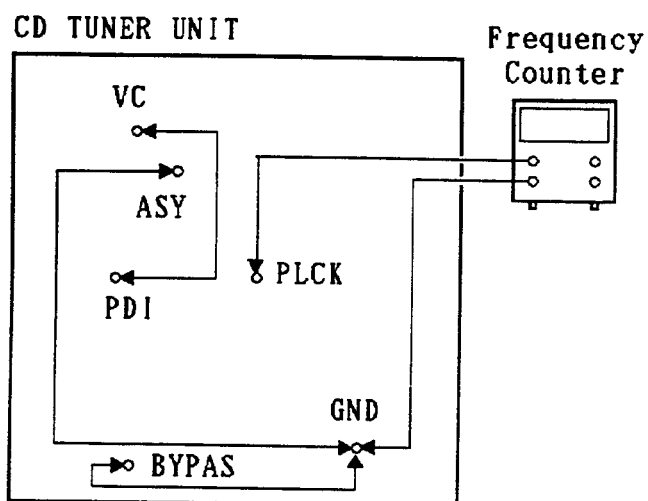 CD TUNER UNIT
Frequency
Counter
VC
ASY
PDI
PLCK
GND
BYPAS